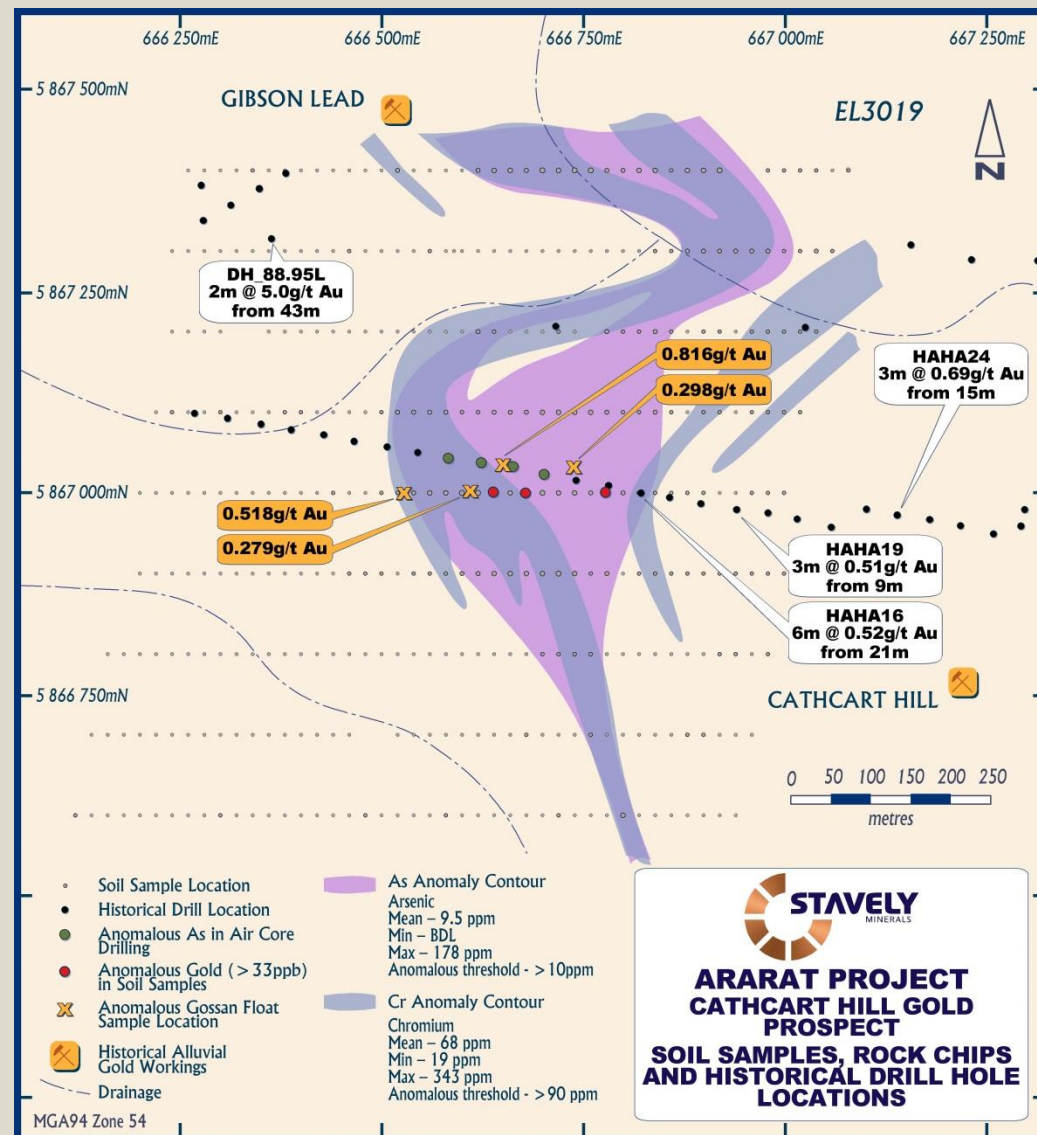 666 250mE
666 500mE
666 750mE
667 000mE
667 250mE
5 867 500mN
GIBSON LEAD
EL3019
N
DH_88.95L
2m @ 5.0g/t Au
from 43m
5 867 250mN
0.816g/t Au
0.298g/t Au
HAHA24
3m @ 0.69g/t Au
from 15m
5 867 000mN
0.518g/t Au
0.279g/t Au
HAHA19
3m @ 0.51g/t Au
from 9m
HAHA16
6m @ 0.52g/t Au
from 21m
5 866 750mN
CATHCART HILL
0 50 100 150 200 250
metres
Soil Sample Location
Historical Drill Location
Anomalous As in Air Core
Drilling
Anomalous Gold (>33ppb)
in Soil Samples
Anomalous Gossan Float
Sample Location
Historical Alluvial
Gold Workings
Drainage
As Anomaly Contour
Arsenic
Mean – 9.5 ppm
Min – BDL
Max – 178 ppm
Anomalous threshold - >10ppm
Cr Anomaly Contour
Chromium
Mean – 68 ppm
Min – 19 ppm
Max – 343 ppm
Anomalous threshold - >90 ppm
STAVELY
MINERALS
ARARAT PROJECT
CATHCART HILL GOLD
PROSPECT
SOIL SAMPLES, ROCK CHIPS
AND HISTORICAL DRILL HOLE
LOCATIONS
MGA94 Zone 54